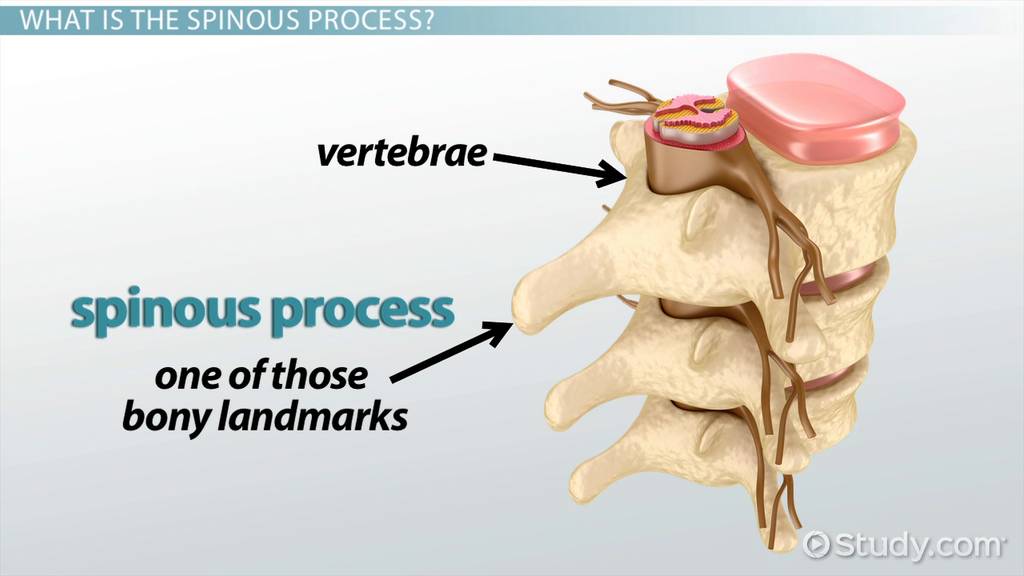 WHAT IS THE SPINOUS PROCESS?
vertebrae
spinous process
one of those
bony landmarks
Study.com